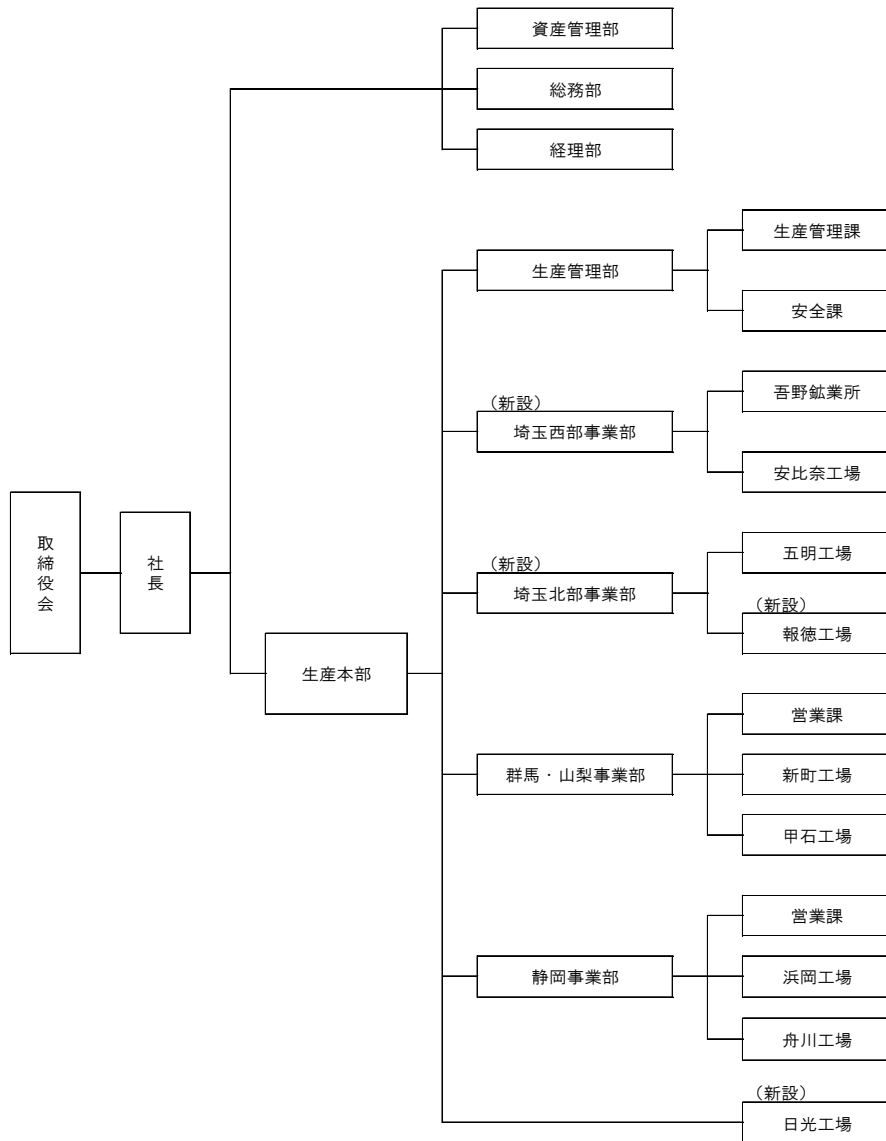 資産管理部
総務部
経理部
生産管理課
生産管理部
安全課
吾野鉱業所
（新設）
埼玉西部事業部
安比奈工場
取締役会
社長
五明工場
（新設）
埼玉北部事業部
（新設）
報徳工場
生産本部
営業課
群馬・山梨事業部
新町工場
甲石工場
営業課
静岡事業部
浜岡工場
舟川工場
（新設）
日光工場